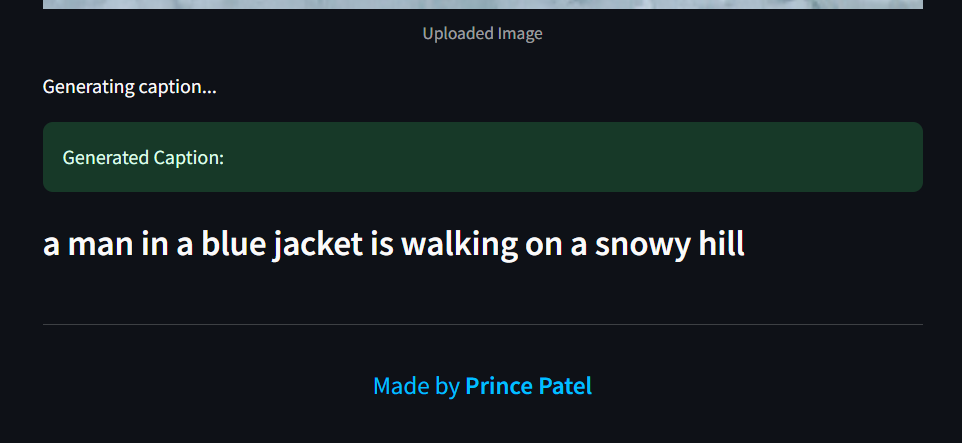 Uploaded Image
Generating caption...
Generated Caption:
a man in a blue jacket is walking on a snowy hill
Made by Prince Patel